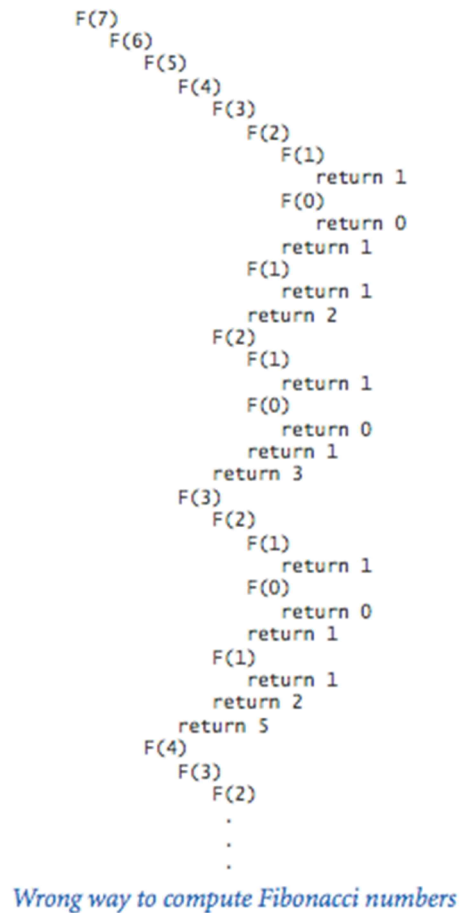 F(7)
F(6)
F(5)
F(4)
F(3)
F(2)
F(1)
return 1
F(0)
return 0
return 1
F(1)
return 1
return 2
F(2)
F(1)
return 1
F(0)
return 0
return 1
return 3
F(3)
F(2)
F(1)
return 1
F(0)
return 0
return 1
F(1)
return 1
return 2
return 5
F(4)
F(3)
F(2)
.
.
.
Wrong way to compute Fibonacci numbers